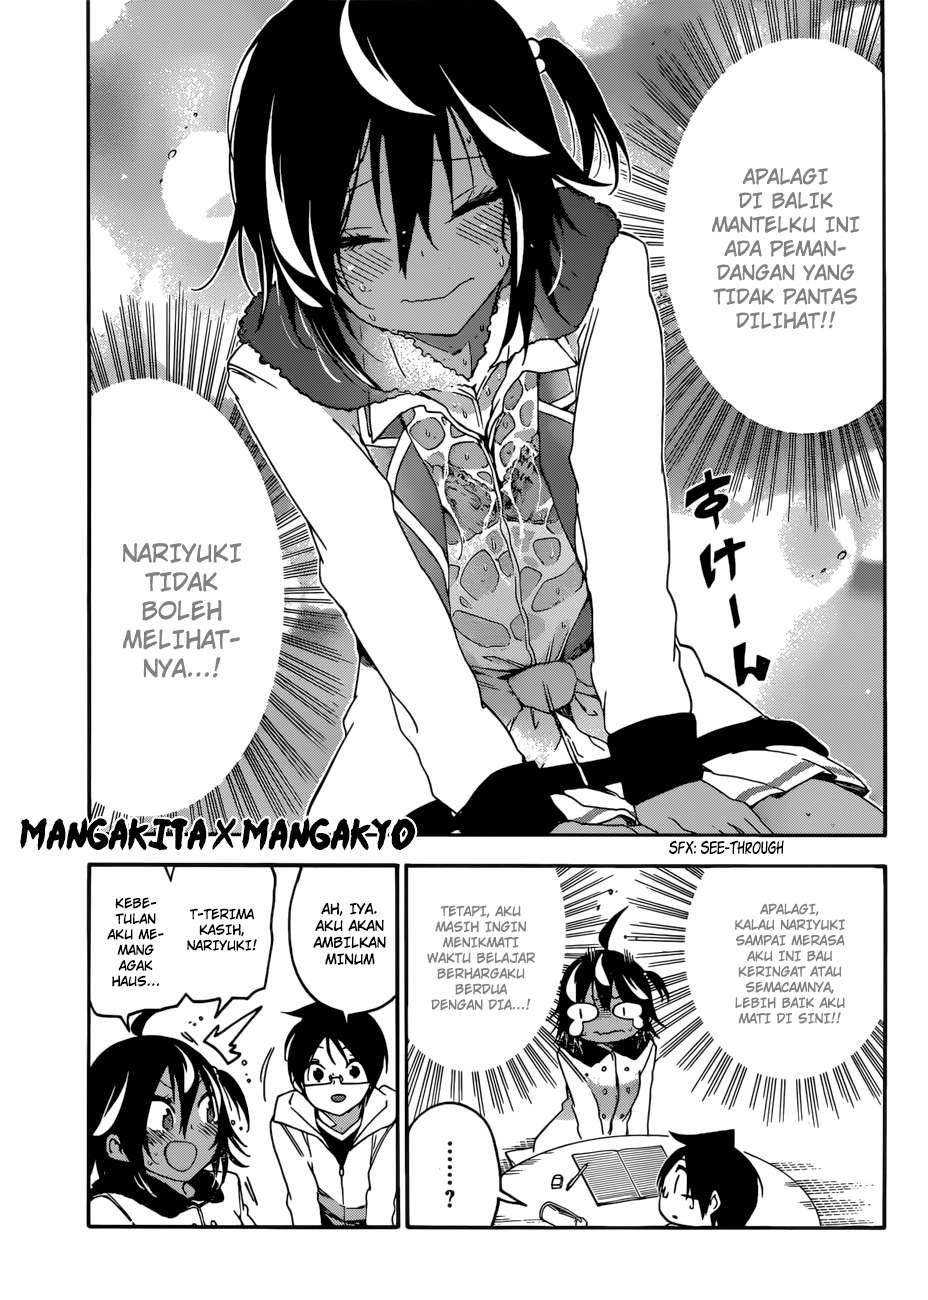 APALAGI
DI BALIK
MANTELKU INI
ADA PEMAN-
DANGAN YANG
TIDAK PANTAS
DILIHAT!!
すけーん
NARIYUKI
TIDAK
BOLEH
MELIHAT-
NYA...!
MANGAKITA X MANGAKYO
SFX: SEE-THROUGH
APALAGI,
KALAU NARIYUKI
SAMPAI MERASA
AKU INI BAU
KERINGAT ATAU
SEMACAMNYA,
LEBIH BAIK AKU
MATI DI SINI!!
TETAPI, AKU
MASIH INGIN
MENIKMATI
WAKTU BELAJAR
BERHARGAKU
BERDUA
DENGAN DIA...!
......?
AH, IYA.
AKU AKAN
AMBILKAN
MINUM
T-TERIMA
KASIH,
NARIYUKI!
KEBE-
TULAN
AKU ME-
MANG
AGAK
HAUS...